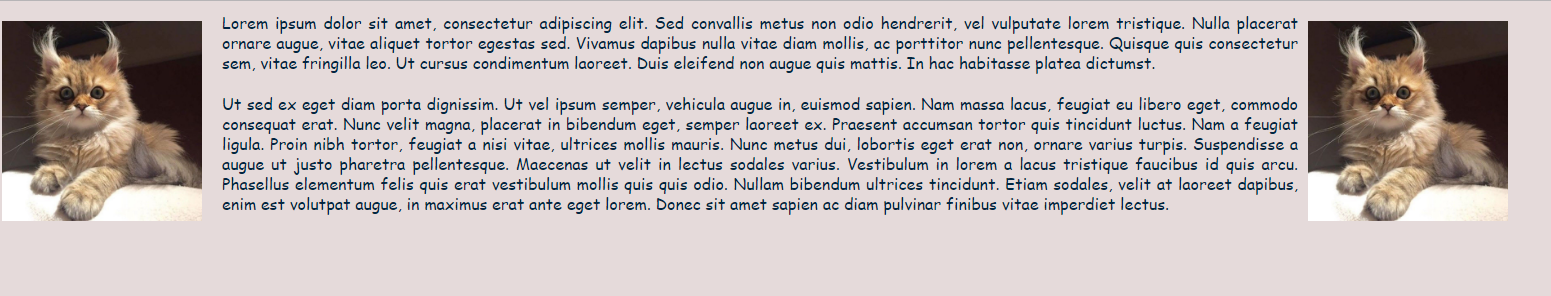 Lorem ipsum dolor sit amet, consectetur adipiscing elit. Sed convallis metus non odio hendrerit, vel vulputate lorem tristique. Nulla placerat
ornare augue, vitae aliquet tortor egestas sed. Vivamus dapibus nulla vitae diam mollis, ac porttitor nunc pellentesque. Quisque quis consectetur
sem, vitae fringilla leo. Ut cursus condimentum laoreet. Duis eleifend non augue quis mattis. In hac habitasse platea dictumst.
Ut sed ex eget diam porta dignissim. Ut vel ipsum semper, vehicula augue in, euismod sapien. Nam massa lacus, feugiat eu libero eget, commodo
consequat erat. Nunc velit magna, placerat in bibendum eget, semper laoreet ex. Praesent accumsan tortor quis tincidunt luctus. Nam a feugiat
ligula. Proin nibh tortor, feugiat a nisi vitae, ultrices mollis mauris. Nunc metus dui, lobortis eget erat non, ornare varius turpis. Suspendisse a
augue ut justo pharetra pellentesque. Maecenas ut velit in lectus sodales varius. Vestibulum in lorem a lacus tristique faucibus id quis arcu.
Phasellus elementum felis quis erat vestibulum mollis quis quis odio. Nullam bibendum ultrices tincidunt. Etiam sodales, velit at laoreet dapibus,
enim est volutpat augue, in maximus erat ante eget lorem. Donec sit amet sapien ac diam pulvinar finibus vitae imperdiet lectus.